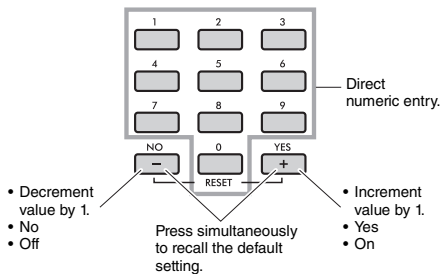 1 2 3
4 5 6
Direct
numeric entry.
7 8 9
NO 0 YES
− +
RESET
• Decrement
value by 1.
• No
• Off
Press simultaneously
to recall the default
setting.
• Increment
value by 1.
• Yes
• On